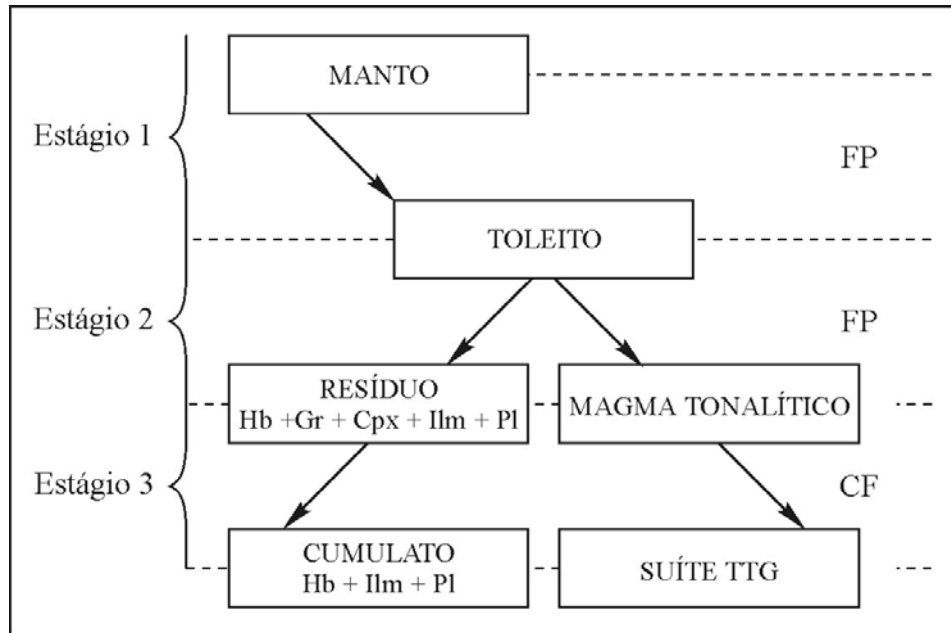 MANTO
Estágio 1
FP
TOLEITO
Estágio 2
FP
RESÍDUO
Hb +Gr + Cpx + Ilm + Pl
MAGMA TONALÍTICO
Estágio 3
CF
CUMULATO
Hb + Ilm + Pl
SUÍTE TTG